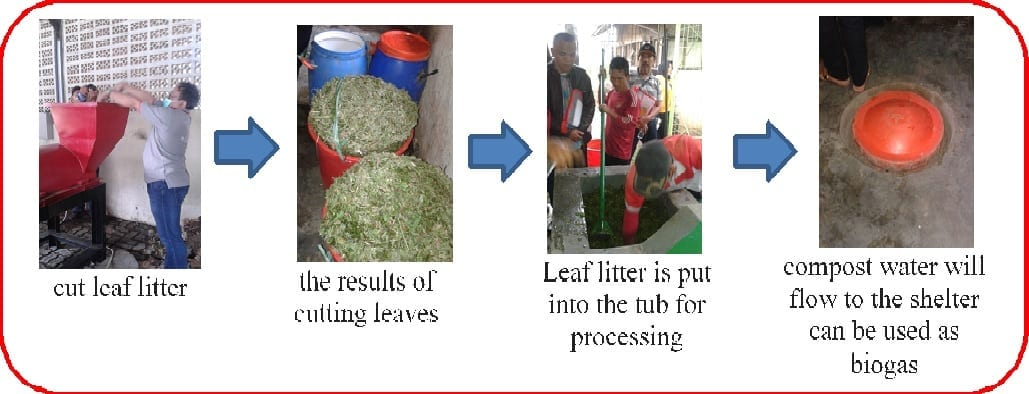 cut leaf litter
the results of
cutting leaves
Leaf litter is put
into the tub for
processing
compost water will
flow to the shelter
can be used as
biogas